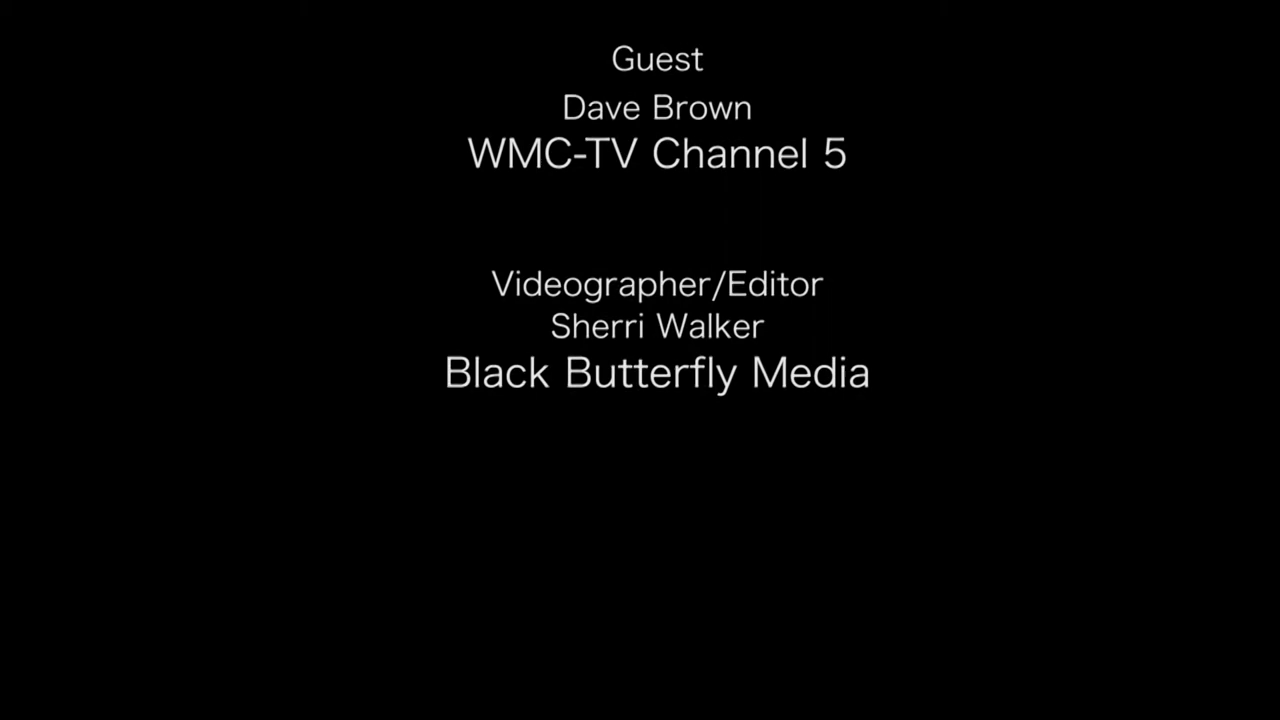 Guest
Dave Brown
WMC-TV Channel 5
Videographer/Editor
Sherri Walker
Black Butterfly Media